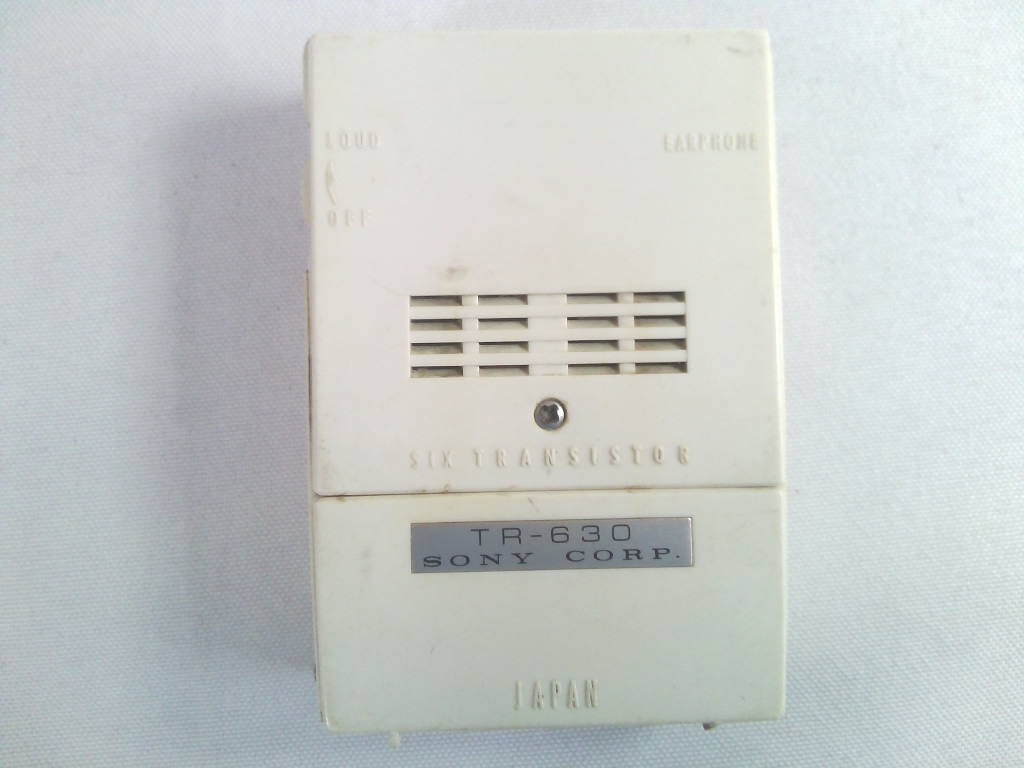 LOUD
EARPHONE
OFF
SIX TRANSISTOR
TR-630
SONY CORP.
JAPAN